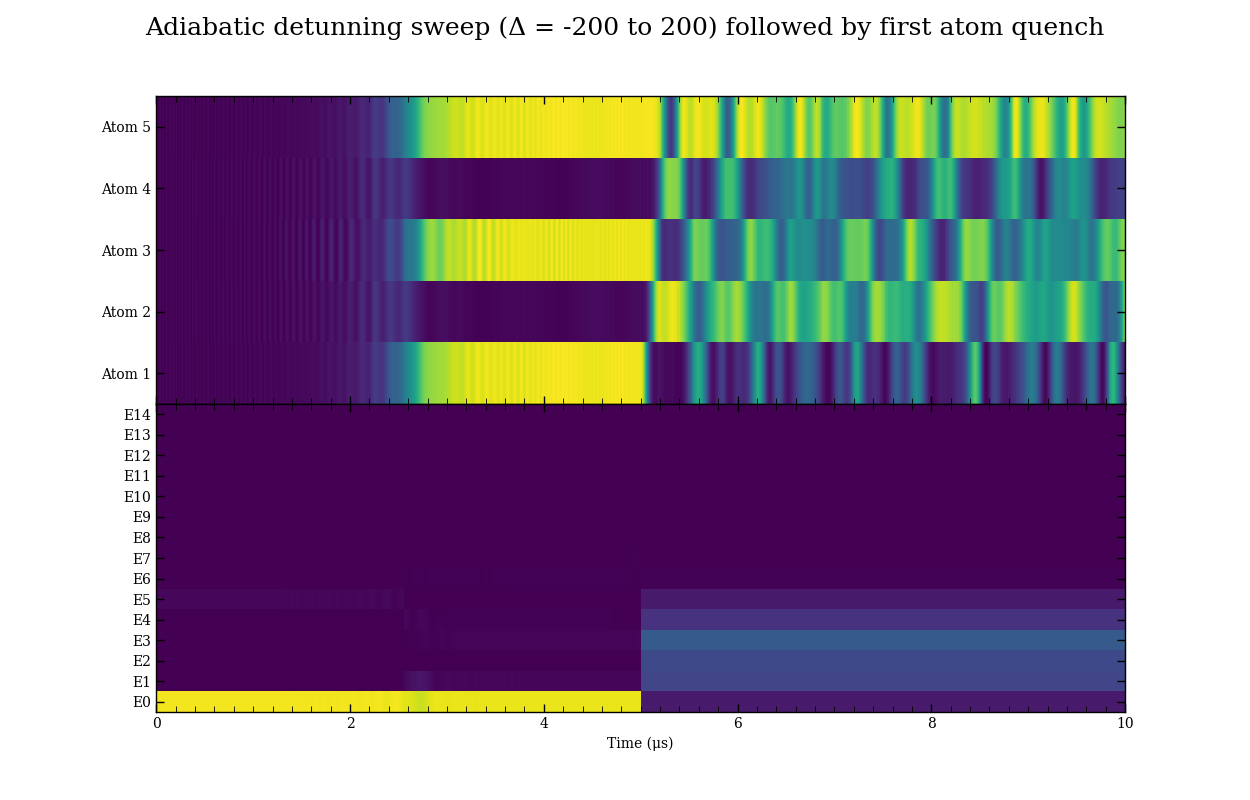 Adiabatic detunning sweep (Δ = -200 to 200) followed by first atom quench
Atom 5
Atom 4
Atom 3
Atom 2
Atom 1
E14
E13
E12
E11
E10
E9
E8
E7
E6
E5
E4
E3
E2
E1
E0
0 2 4 6 8 10
Time (μs)